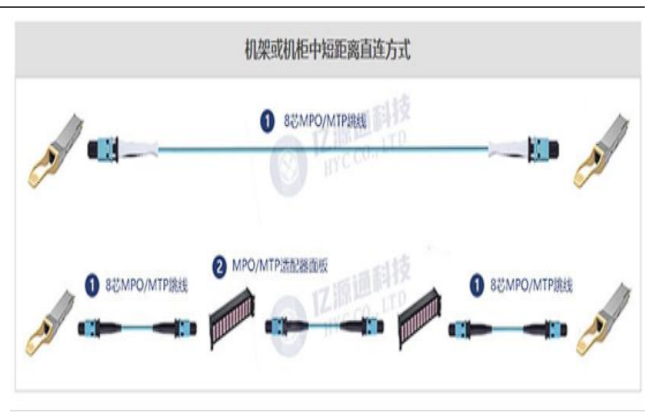 机架或机柜中短距离直连方式
1 8芯MPO/MTP跳线
亿源通科技
HYC CO., LTD
1 8芯MPO/MTP跳线
2 MPO/MTP适配器面板
1 8芯MPO/MTP跳线
亿源通科技
HYC CO., LTD